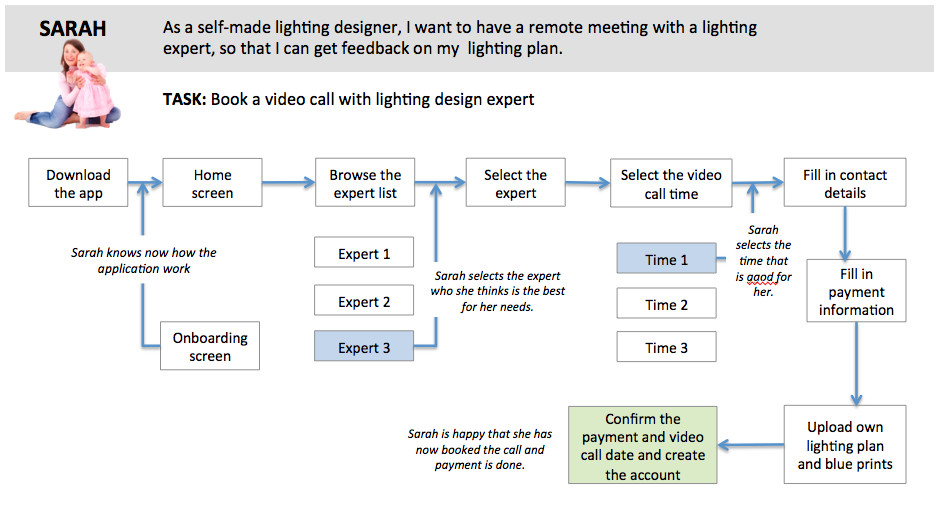 SARAH
As a self-made lighting designer, I want to have a remote meeting with a lighting
expert, so that I can get feedback on my lighting plan.
TASK: Book a video call with lighting design expert
Download
the app
Home
screen
Browse the
expert list
Select the
expert
Select the video
call time
Fill in contact
details
Sarah knows now how the
application work
Onboarding
screen
Expert 1
Expert 2
Expert 3
Sarah selects the expert
who she thinks is the best
for her needs.
Time 1
Time 2
Time 3
Sarah
selects the
time that
is good for
her.
Fill in
payment
information
Upload own
lighting plan
and blue prints
Confirm the
payment and video
call date and create
the account
Sarah is happy that she has
now booked the call and
payment is done.